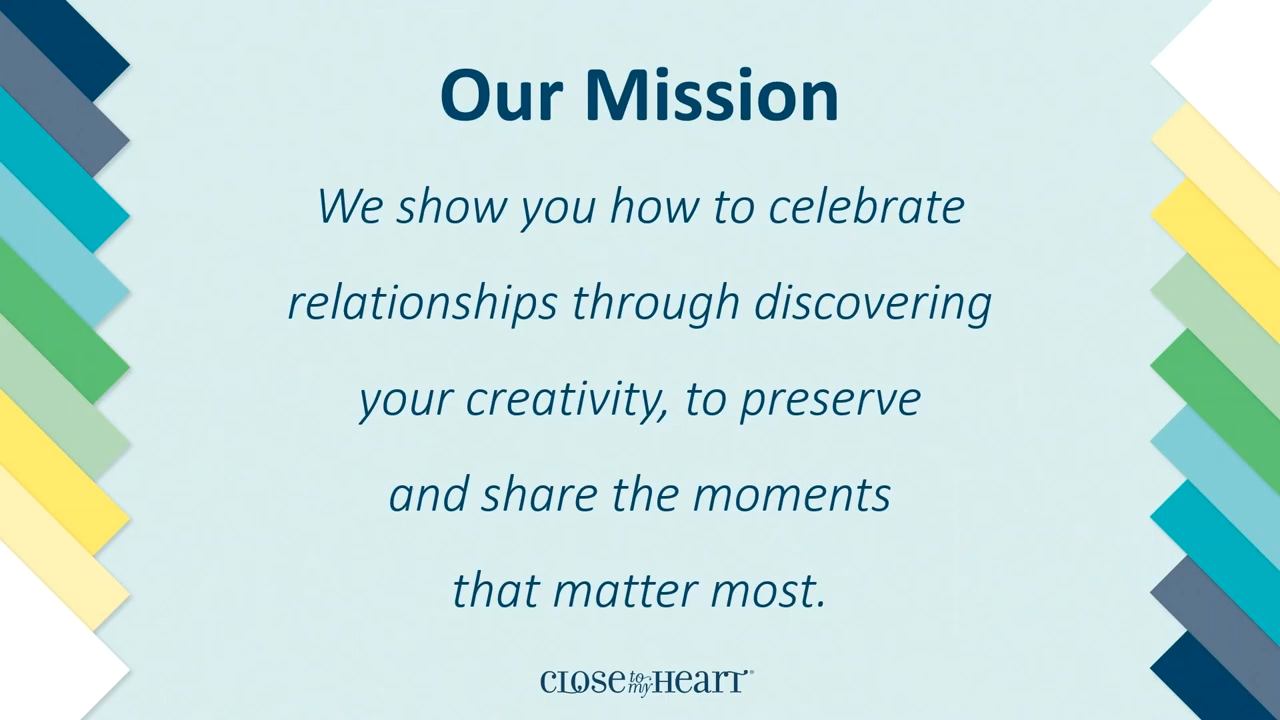 Our Mission
We show you how to celebrate
relationships through discovering
your creativity, to preserve
and share the moments
that matter most.
CLOSE to my HEART®